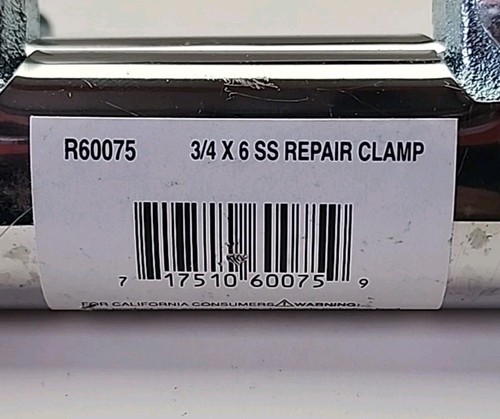 R60075 3/4 X 6 SS REPAIR CLAMP
7 17510 60075 9
FOR CALIFORNIA CONSUMERS⚠WARNING: